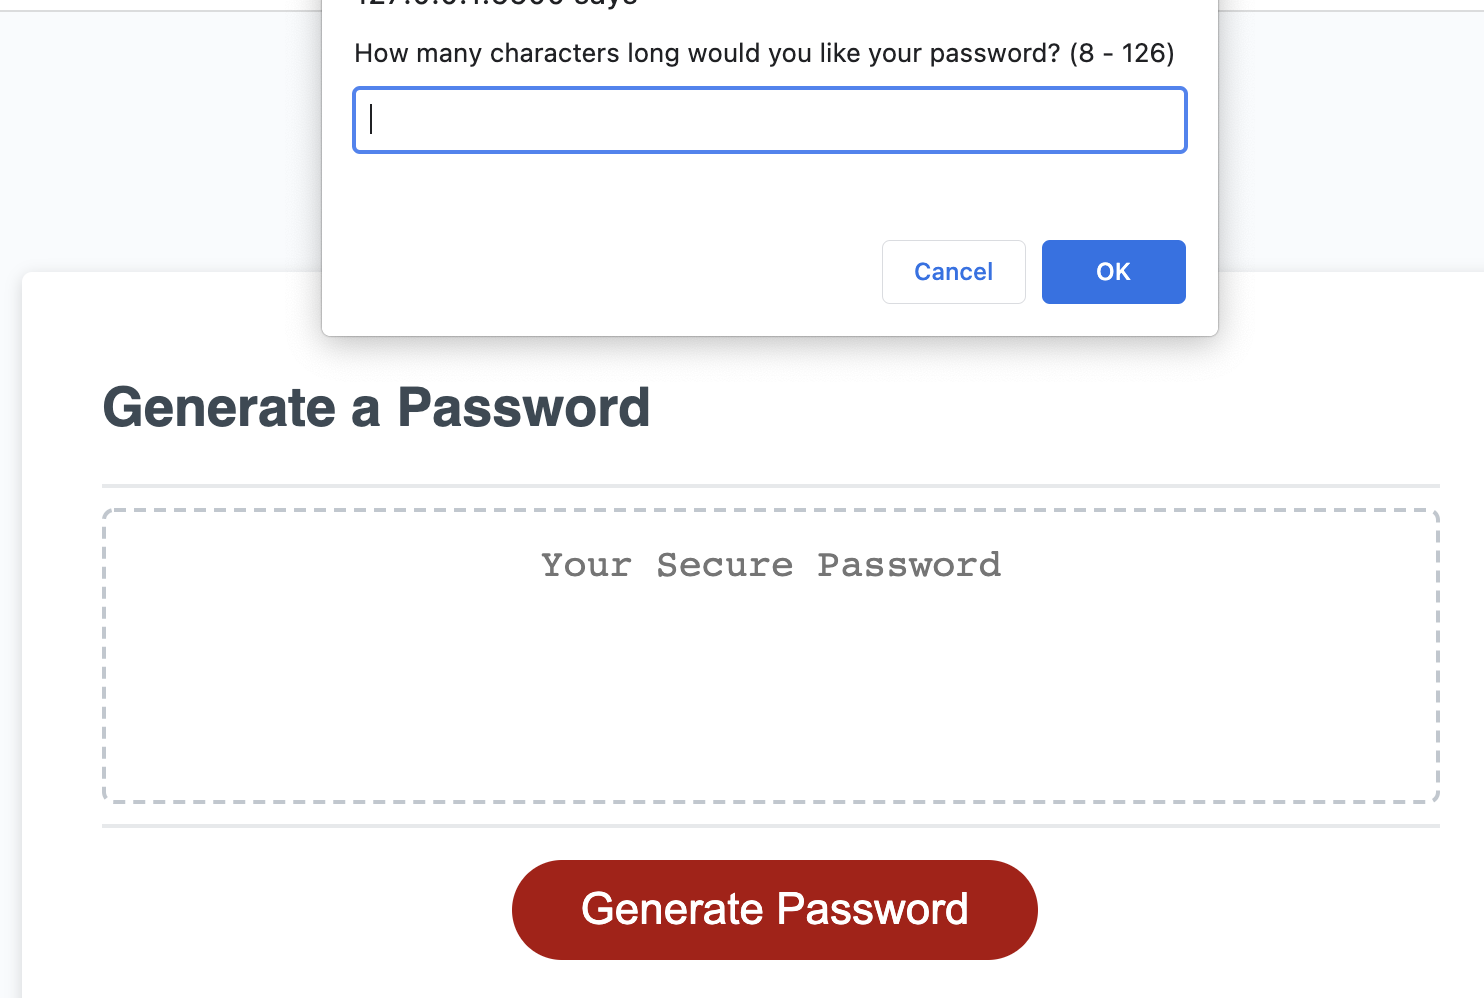 says
How many characters long would you like your password? (8 - 126)
Cancel OK
Generate a Password
Your Secure Password
Generate Password